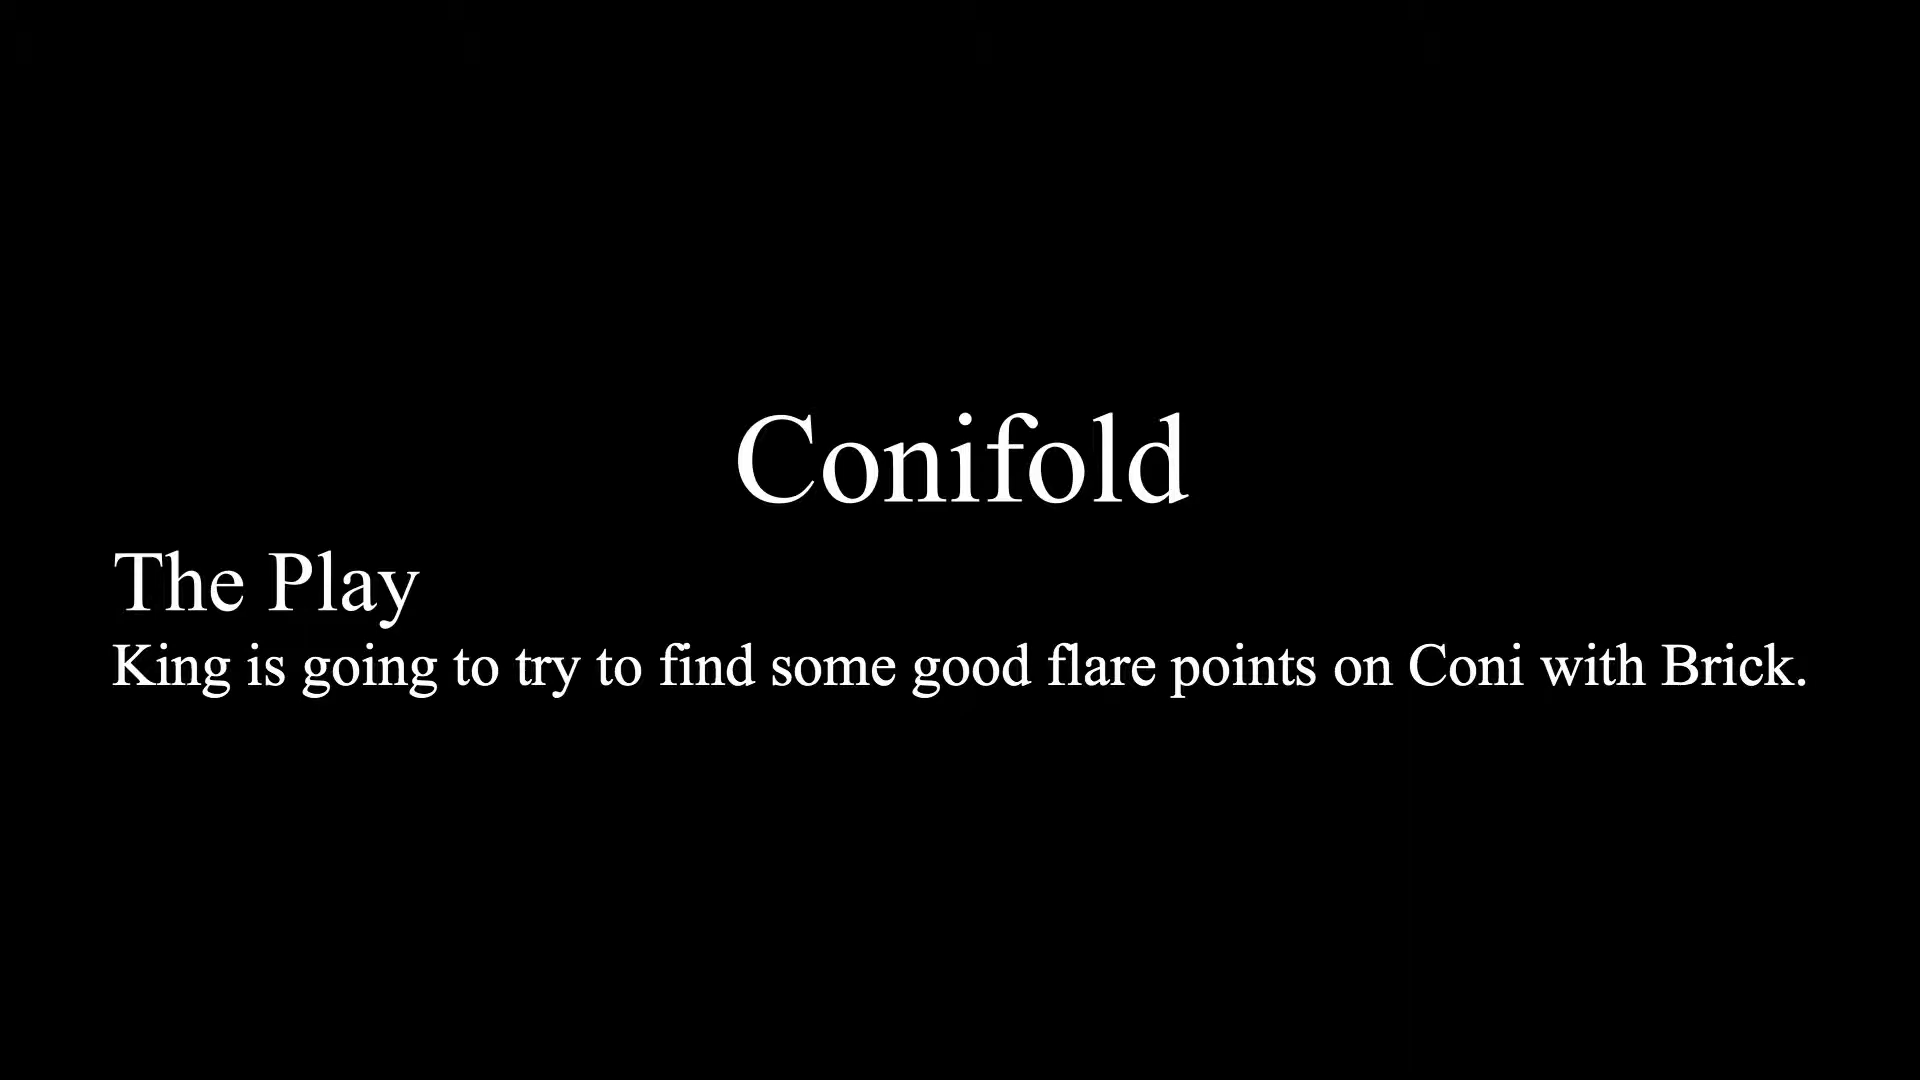 Conifold
The Play
King is going to try to find some good flare points on Coni with Brick.